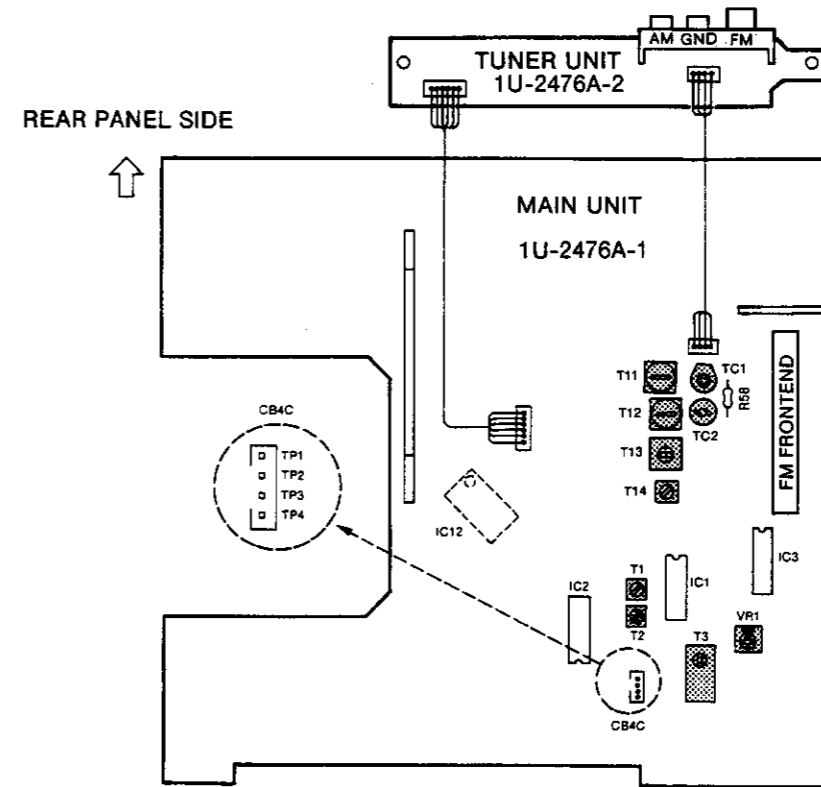 AM GND FM
TUNER UNIT
1U-2476A-2
REAR PANEL SIDE
MAIN UNIT
1U-2476A-1
T11
TC1
R58
T12
TC2
T13
T14
FM FRONTEND
CB4C
TP1
TP2
TP3
TP4
IC12
IC3
IC2
T1
IC1
T2
T3
VR1
CB4C